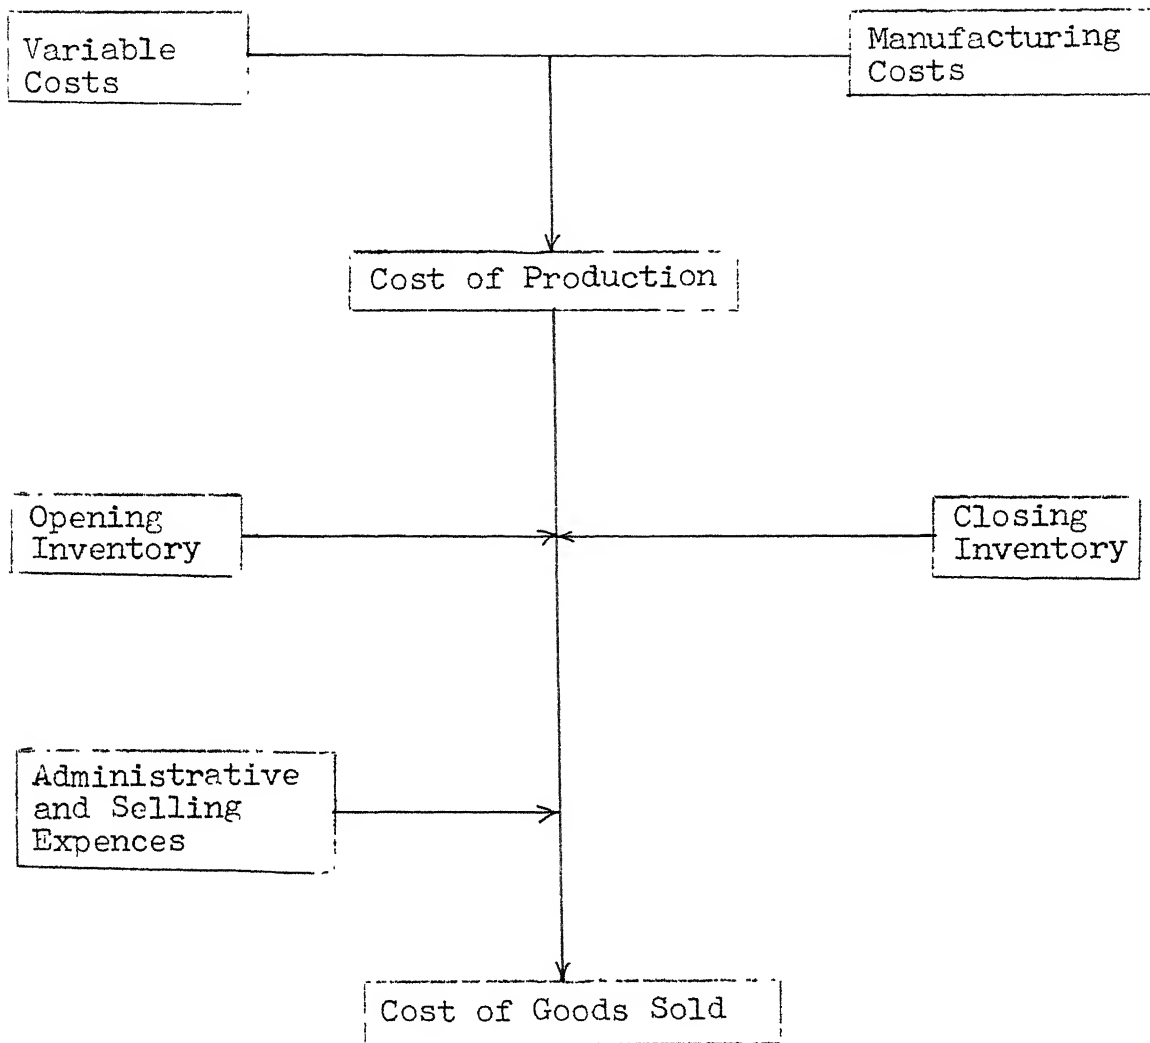 Variable
Costs
Manufacturing
Costs
Cost of Production
Opening
Inventory
Closing
Inventory
Administrative
and Selling
Expences
Cost of Goods Sold